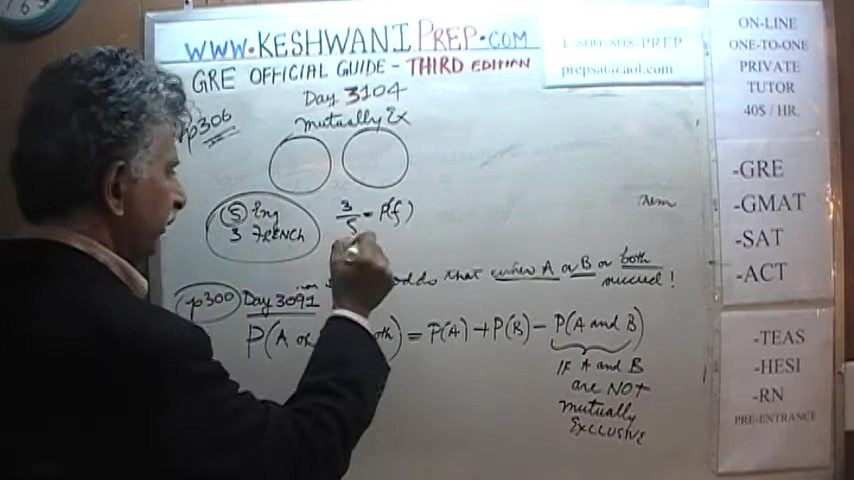 WWW.KESHWANIPREP.COM
GRE OFFICIAL GUIDE - THIRD EDITION
1-800-808-PREP
prepsat@aol.com
Day 3104
p306
Mutually Ex
5 Eng
3 FRENCH
3/5 = P(f)
odds that either A or B or both
succeed!
p300 Day 3091
P(A or both) = P(A) + P(B) - P(A and B)
IF A and B
are NOT
mutually
EXCLUSIVE
ON-LINE
ONE-TO-ONE
PRIVATE
TUTOR
40$ / HR.
-GRE
-GMAT
-SAT
-ACT
-TEAS
-HESI
-RN
PRE-ENTRANCE